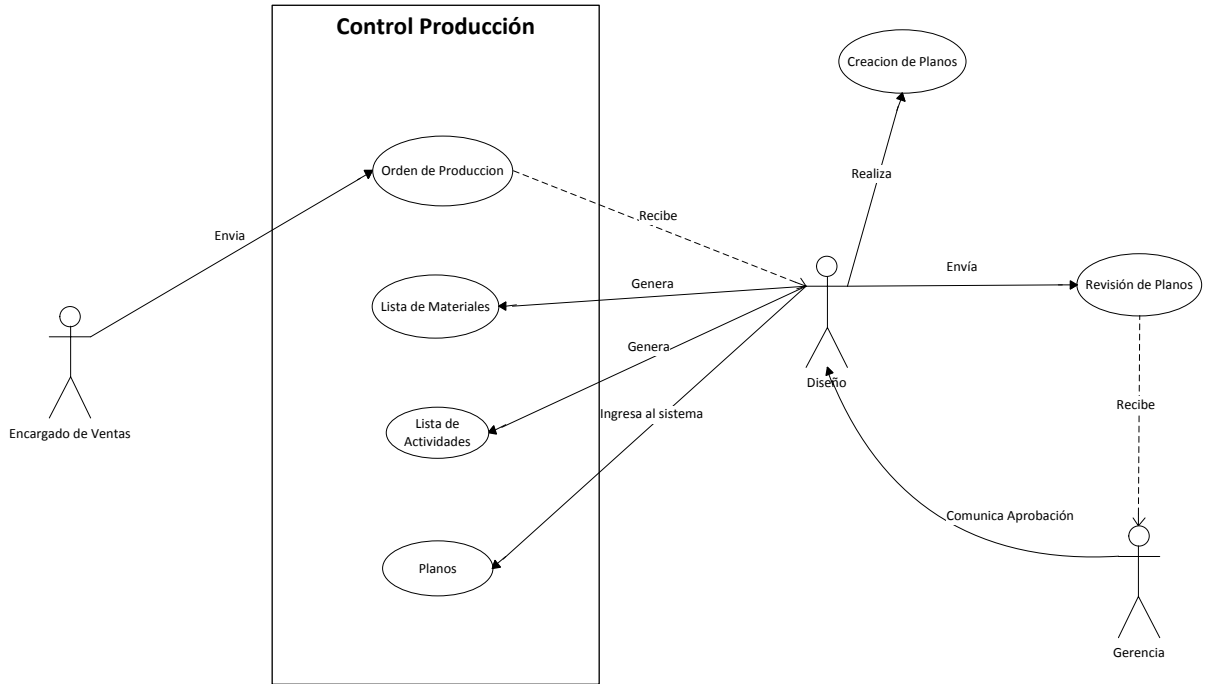 Control Producción
Creacion de Planos
Orden de Produccion
Realiza
Recibe
Envia
Envía
Genera
Revisión de Planos
Lista de Materiales
Genera
Diseño
Ingresa al sistema
Recibe
Lista de
Actividades
Encargado de Ventas
Comunica Aprobación
Planos
Gerencia